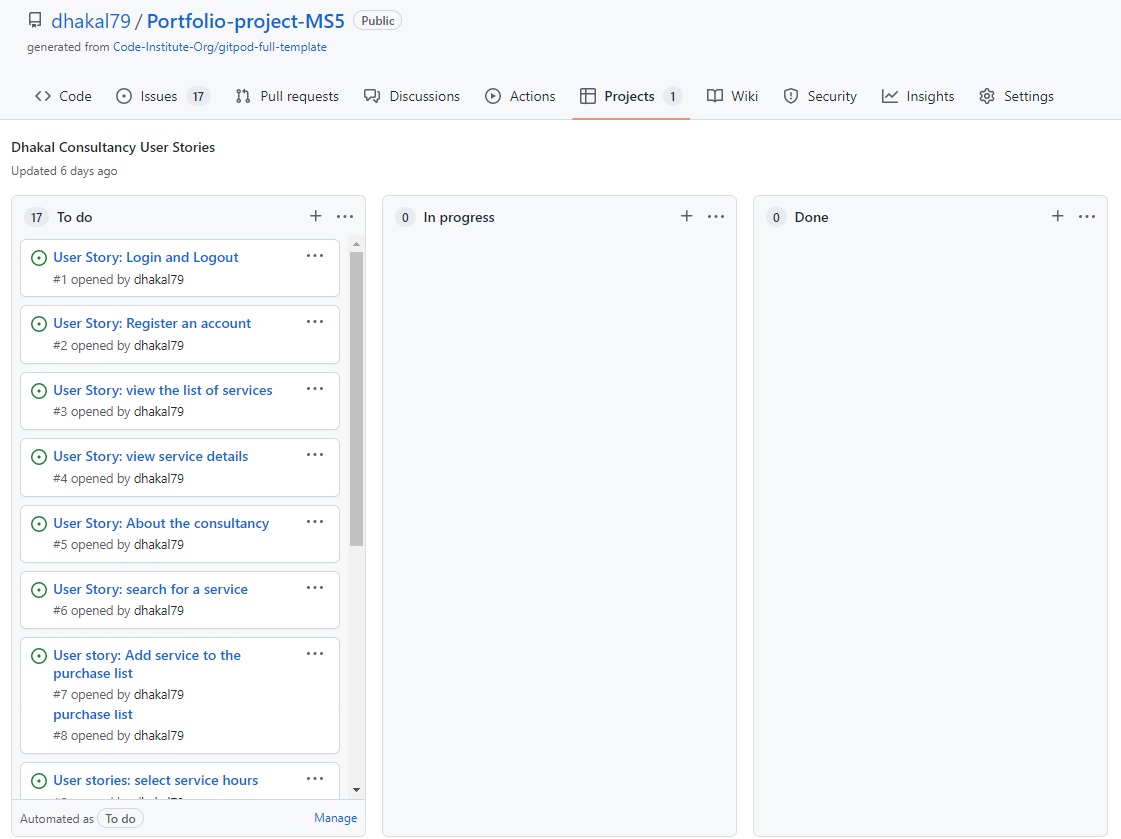 dhakal79 / Portfolio-project-MS5 Public
generated from Code-Institute-Org/gitpod-full-template
Code Issues 17 Pull requests Discussions Actions Projects 1 Wiki Security Insights Settings
Dhakal Consultancy User Stories
Updated 6 days ago
17 To do
User Story: Login and Logout
#1 opened by dhakal79
User Story: Register an account
#2 opened by dhakal79
User Story: view the list of services
#3 opened by dhakal79
User Story: view service details
#4 opened by dhakal79
User Story: About the consultancy
#5 opened by dhakal79
User Story: search for a service
#6 opened by dhakal79
User story: Add service to the
purchase list
#7 opened by dhakal79
purchase list
#8 opened by dhakal79
User stories: select service hours
Automated as To do Manage
0 In progress
0 Done